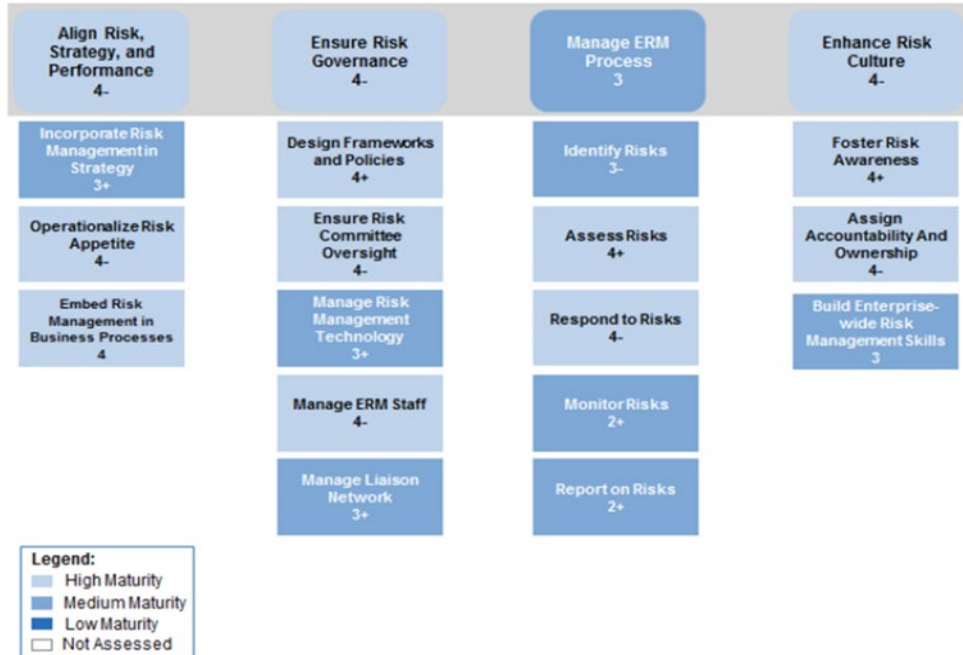 Align Risk,
Strategy, and
Performance
4-
Ensure Risk
Governance
4-
Manage ERM
Process
3
Enhance Risk
Culture
4-
Incorporate Risk
Management in
Strategy
3+
Operationalize Risk
Appetite
4-
Embed Risk
Management in
Business Processes
4
Design Frameworks
and Policies
4+
Ensure Risk
Committee
Oversight
4-
Manage Risk
Management
Technology
3+
Manage ERM Staff
4-
Manage Liaison
Network
3+
Identify Risks
3-
Assess Risks
4+
Respond to Risks
4-
Monitor Risks
2+
Report on Risks
2+
Foster Risk
Awareness
4+
Assign
Accountability And
Ownership
4-
Build Enterprise-
wide Risk
Management Skills
3
Legend:
High Maturity
Medium Maturity
Low Maturity
Not Assessed